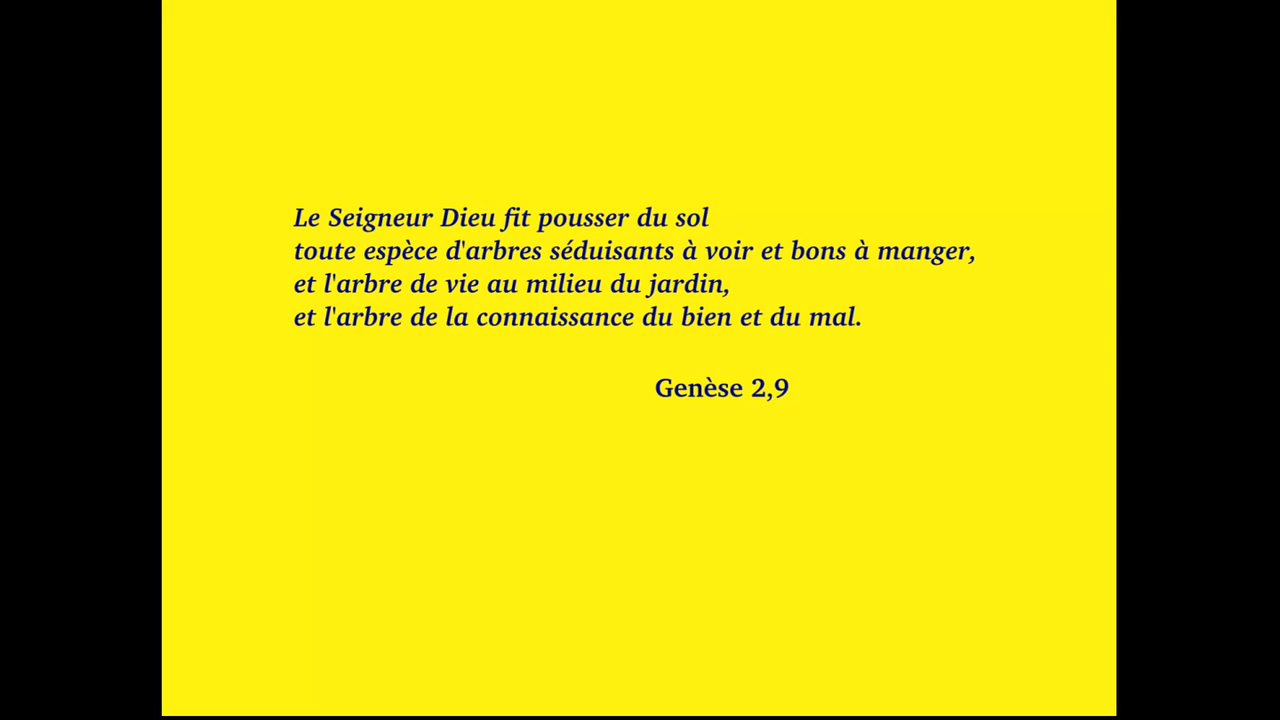 Le Seigneur Dieu fit pousser du sol
toute espèce d'arbres séduisants à voir et bons à manger,
et l'arbre de vie au milieu du jardin,
et l'arbre de la connaissance du bien et du mal.
Genèse 2,9